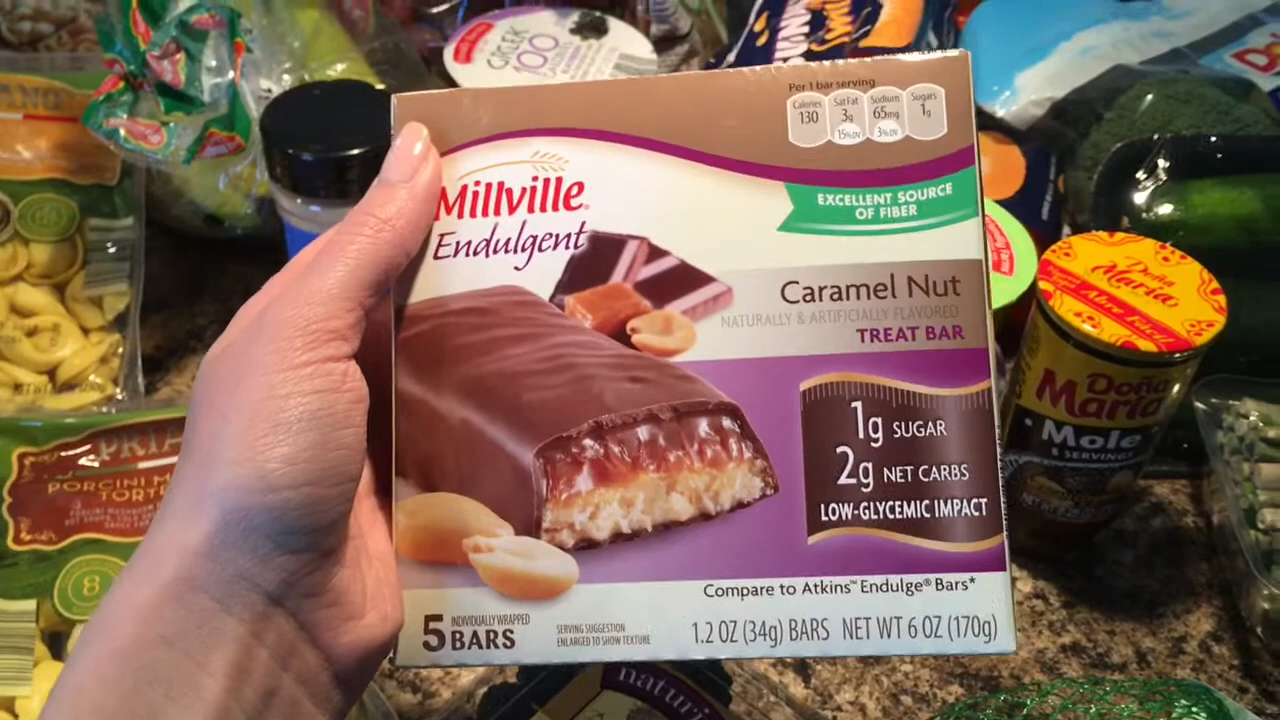 Per 1 bar serving
Calories 130
Sat Fat 3g 15% DV
Sodium 65mg 3% DV
Sugars 1g
Millville®
Endulgent
EXCELLENT SOURCE
OF FIBER
Caramel Nut
NATURALLY & ARTIFICIALLY FLAVORED
TREAT BAR
1g SUGAR
2g NET CARBS
LOW-GLYCEMIC IMPACT
Compare to Atkins™ Endulge® Bars*
5 INDIVIDUALLY WRAPPED
BARS
SERVING SUGGESTION
ENLARGED TO SHOW TEXTURE
1.2 OZ (34g) BARS NET WT 6 OZ (170g)
100
Doña
María
Abre Fácil
Doña
María
Mole
8 SERVINGS
PORCINI
8